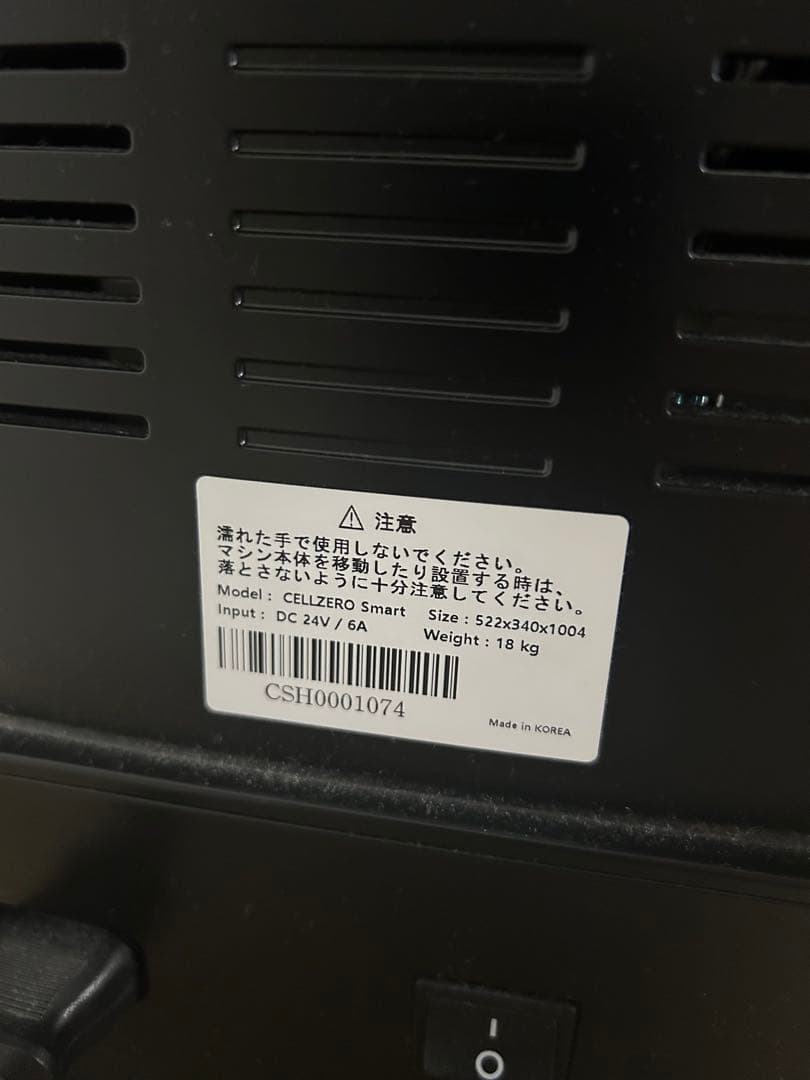 ⚠ 注意
濡れた手で使用しないでください。
マシン本体を移動したり設置する時は、
落とさないように十分注意してください。
Model : CELLZERO Smart Size : 522x340x1004
Input : DC 24V / 6A Weight : 18 kg
CSH0001074
Made in KOREA